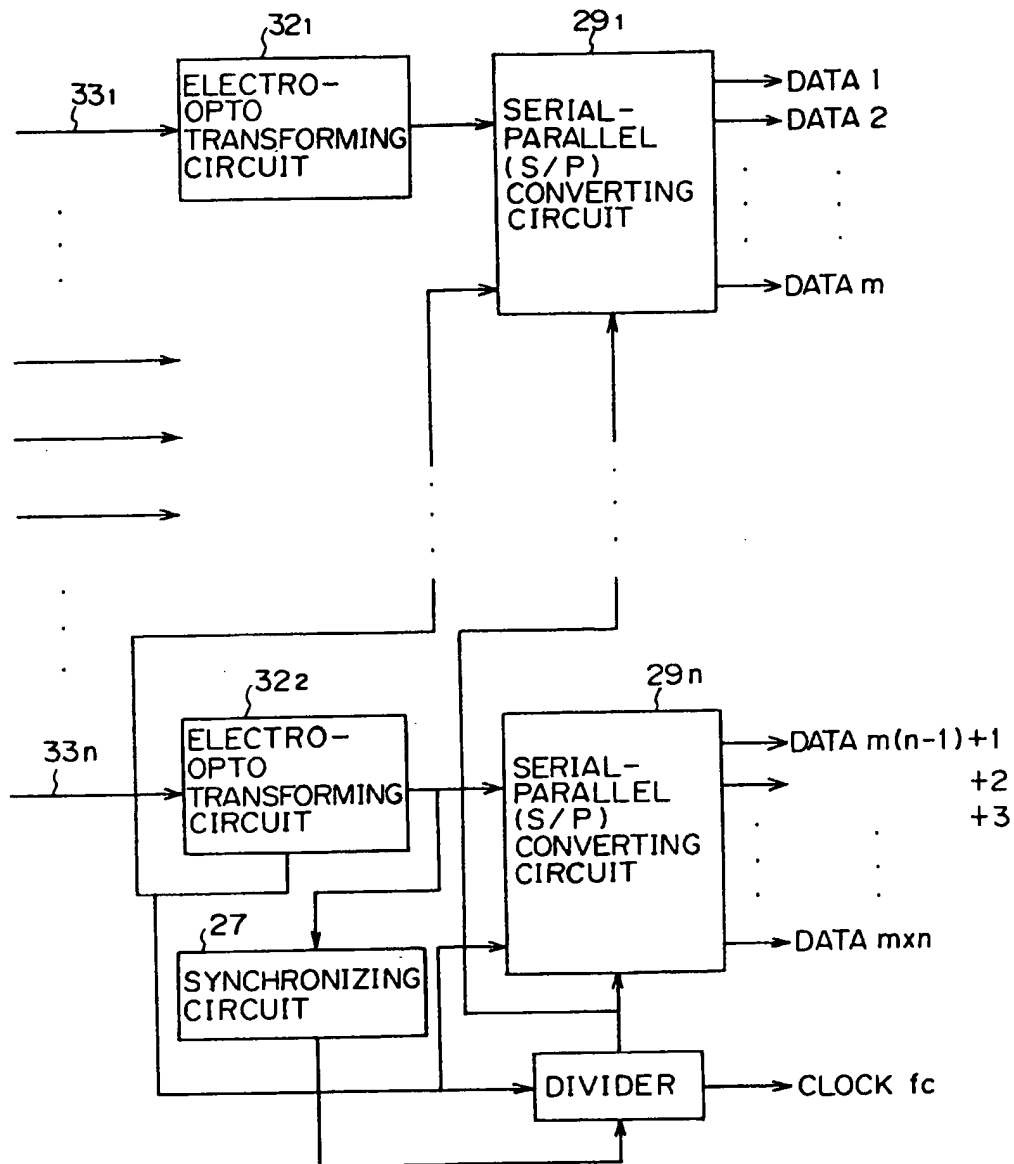 32₁
29₁
33₁
ELECTRO-
OPTO
TRANSFORMING
CIRCUIT
SERIAL-
PARALLEL
(S/P)
CONVERTING
CIRCUIT
DATA 1
DATA 2
DATA m
32₂
29n
33n
ELECTRO-
OPTO
TRANSFORMING
CIRCUIT
SERIAL-
PARALLEL
(S/P)
CONVERTING
CIRCUIT
DATA m(n-1)+1
+2
+3
DATA m×n
27
SYNCHRONIZING
CIRCUIT
DIVIDER
CLOCK fc